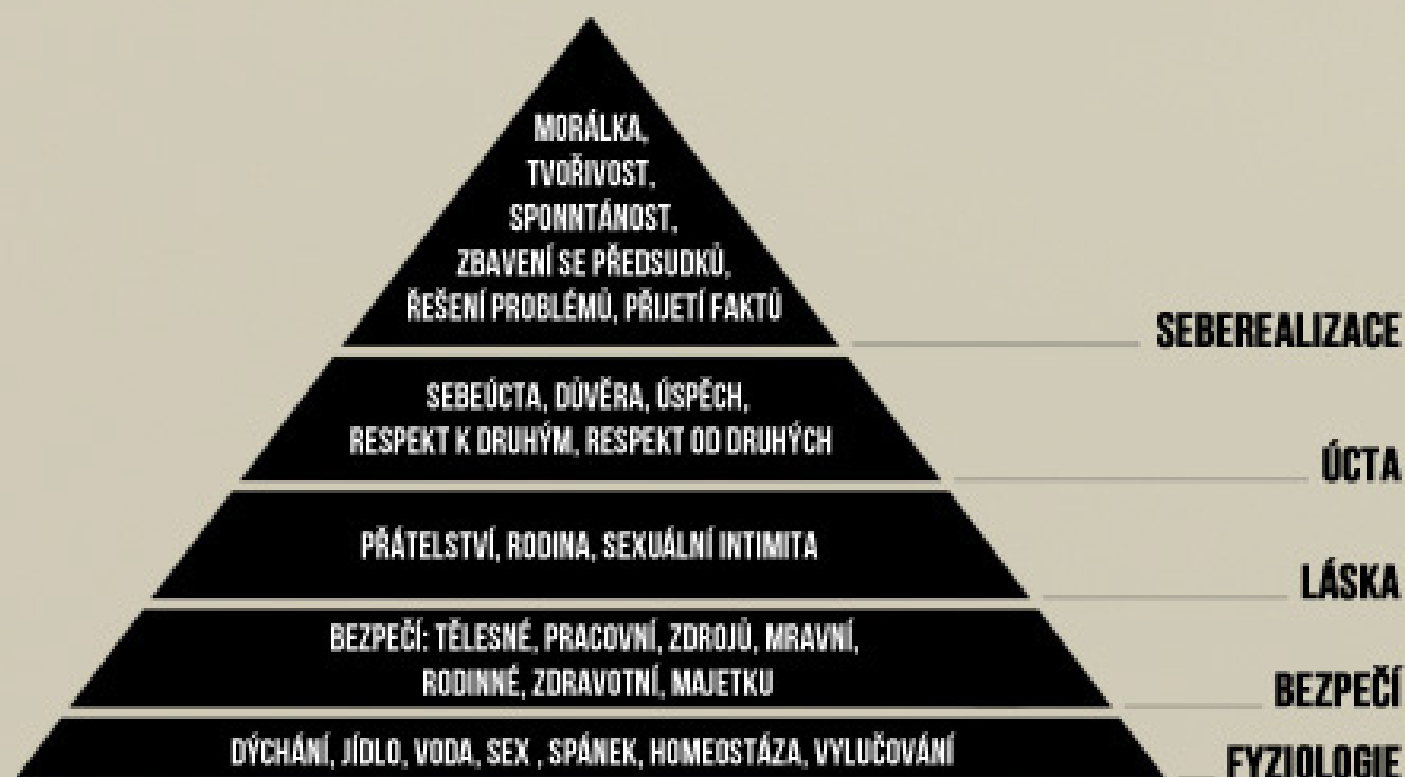 MORÁLKA,
TVOŘIVOST,
SPONNTÁNOST,
ZBAVENÍ SE PŘEDSUDKŮ,
ŘEŠENÍ PROBLÉMŮ, PŘIJETÍ FAKTŮ
SEBEREALIZACE
SEBEÚCTA, DŮVĚRA, ÚSPĚCH,
RESPEKT K DRUHÝM, RESPEKT OD DRUHÝCH
ÚCTA
PŘÁTELSTVÍ, RODINA, SEXUÁLNÍ INTIMITA
LÁSKA
BEZPEČÍ: TĚLESNÉ, PRACOVNÍ, ZDROJŮ, MRAVNÍ,
RODINNÉ, ZDRAVOTNÍ, MAJETKU
BEZPEČÍ
DÝCHÁNÍ, JÍDLO, VODA, SEX , SPÁNEK, HOMEOSTÁZA, VYLUČOVÁNÍ
FYZIOLOGIE